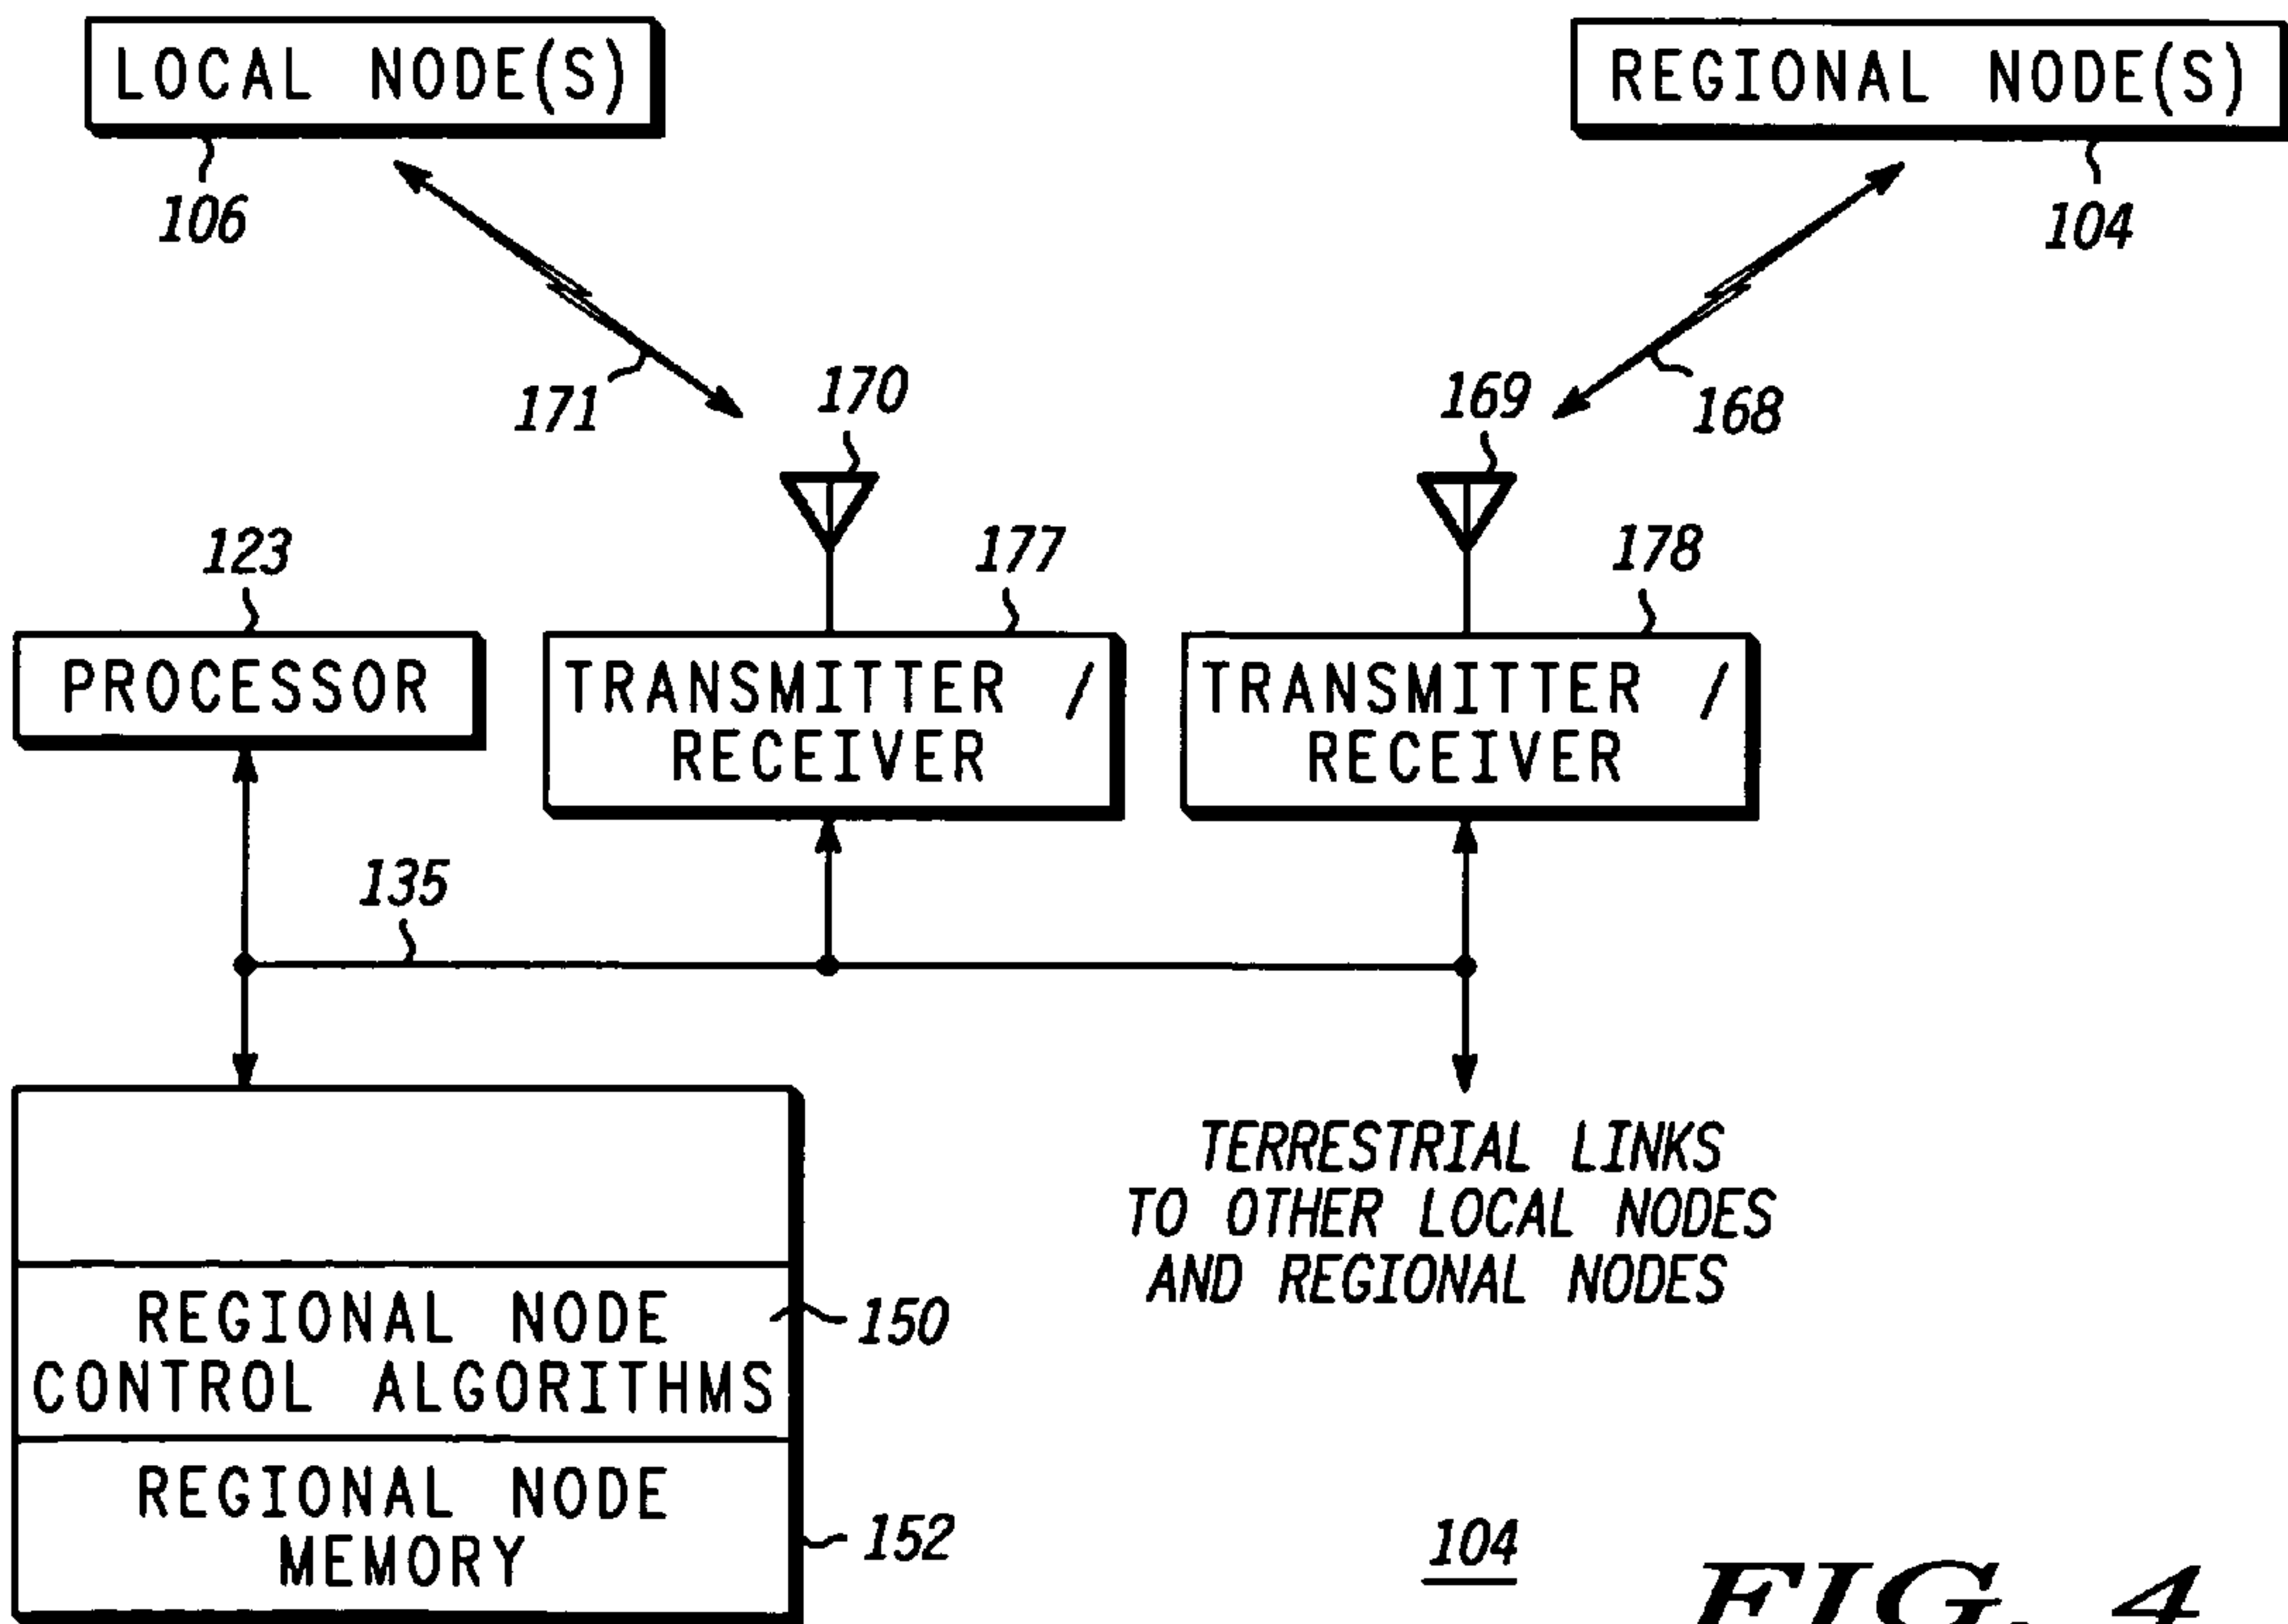 LOCAL NODE(S)
REGIONAL NODE(S)
106
104
171
170
169
168
123
177
178
PROCESSOR
TRANSMITTER /
RECEIVER
TRANSMITTER /
RECEIVER
135
TERRESTRIAL LINKS
TO OTHER LOCAL NODES
AND REGIONAL NODES
REGIONAL NODE
CONTROL ALGORITHMS
150
REGIONAL NODE
MEMORY
152
104
FIG. 4